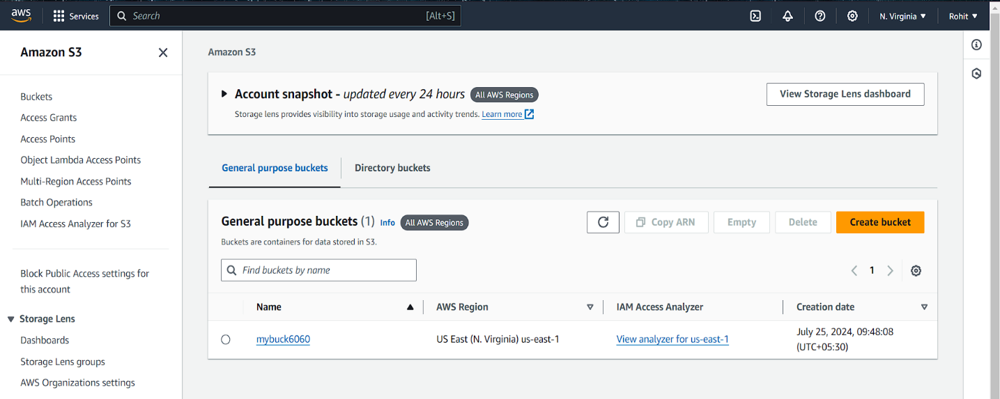 aws
Services
Search
[Alt+S]
N. Virginia
Rohit
Amazon S3
Buckets
Access Grants
Access Points
Object Lambda Access Points
Multi-Region Access Points
Batch Operations
IAM Access Analyzer for S3
Block Public Access settings for
this account
Storage Lens
Dashboards
Storage Lens groups
AWS Organizations settings
Amazon S3
Account snapshot - updated every 24 hours All AWS Regions
Storage lens provides visibility into storage usage and activity trends. Learn more
View Storage Lens dashboard
General purpose buckets
Directory buckets
General purpose buckets (1) Info All AWS Regions
Buckets are containers for data stored in S3.
Copy ARN
Empty
Delete
Create bucket
Find buckets by name
1
Name
AWS Region
IAM Access Analyzer
Creation date
mybuck6060
US East (N. Virginia) us-east-1
View analyzer for us-east-1
July 25, 2024, 09:48:08
(UTC+05:30)